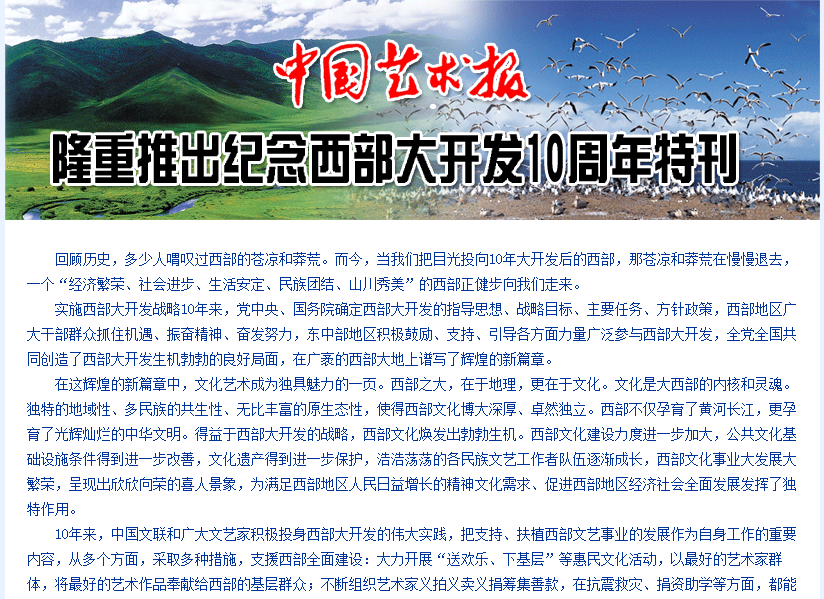 中国艺术报
隆重推出纪念西部大开发10周年特刊
回顾历史，多少人喟叹过西部的苍凉和莽荒。而今，当我们把目光投向10年大开发后的西部，那苍凉和莽荒在慢慢退去，
一个“经济繁荣、社会进步、生活安定、民族团结、山川秀美”的西部正健步向我们走来。
实施西部大开发战略10年来，党中央、国务院确定西部大开发的指导思想、战略目标、主要任务、方针政策，西部地区广
大干部群众抓住机遇、振奋精神、奋发努力，东中部地区积极鼓励、支持、引导各方面力量广泛参与西部大开发，全党全国共
同创造了西部大开发生机勃勃的良好局面，在广袤的西部大地上谱写了辉煌的新篇章。
在这辉煌的新篇章中，文化艺术成为独具魅力的一页。西部之大，在于地理，更在于文化。文化是大西部的内核和灵魂。
独特的地域性、多民族的共生性、无比丰富的原生态性，使得西部文化博大深厚、卓然独立。西部不仅孕育了黄河长江，更孕
育了光辉灿烂的中华文明。得益于西部大开发的战略，西部文化焕发出勃勃生机。西部文化建设力度进一步加大，公共文化基
础设施条件得到进一步改善，文化遗产得到进一步保护，浩浩荡荡的各民族文艺工作者队伍逐渐成长，西部文化事业大发展大
繁荣，呈现出欣欣向荣的喜人景象，为满足西部地区人民日益增长的精神文化需求、促进西部地区经济社会全面发展发挥了独
特作用。
10年来，中国文联和广大文艺家积极投身西部大开发的伟大实践，把支持、扶植西部文艺事业的发展作为自身工作的重要
内容，从多个方面，采取多种措施，支援西部全面建设：大力开展“送欢乐、下基层”等惠民文化活动，以最好的艺术家群
体，将最好的艺术作品奉献给西部的基层群众；不断组织艺术家义拍义卖义捐筹集善款，在抗震救灾、捐资助学等方面，都能